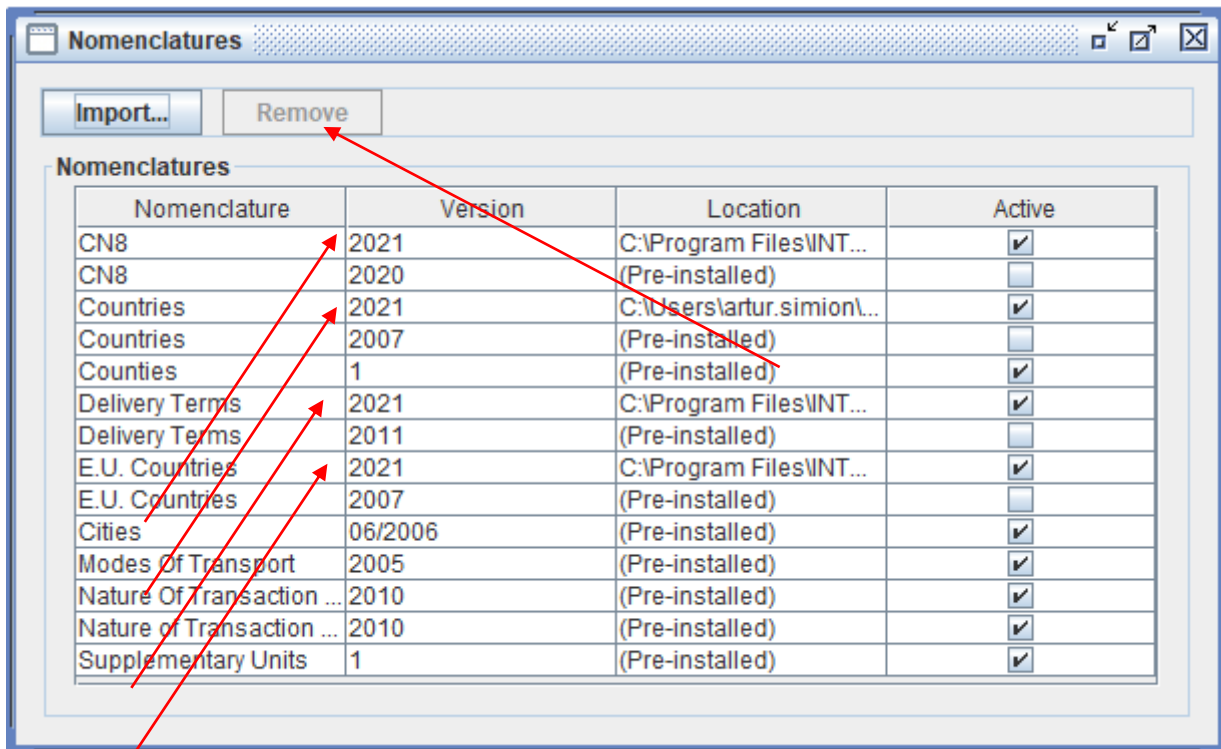 Nomenclatures
Import... Remove
Nomenclatures
Nomenclature Version Location Active
CN8 2021 C:\Program Files\INT...
CN8 2020 (Pre-installed)
Countries 2021 C:\Users\artur.simion\...
Countries 2007 (Pre-installed)
Counties 1 (Pre-installed)
Delivery Terms 2021 C:\Program Files\INT...
Delivery Terms 2011 (Pre-installed)
E.U. Countries 2021 C:\Program Files\INT...
E.U. Countries 2007 (Pre-installed)
Cities 06/2006 (Pre-installed)
Modes Of Transport 2005 (Pre-installed)
Nature Of Transaction ... 2010 (Pre-installed)
Nature of Transaction ... 2010 (Pre-installed)
Supplementary Units 1 (Pre-installed)